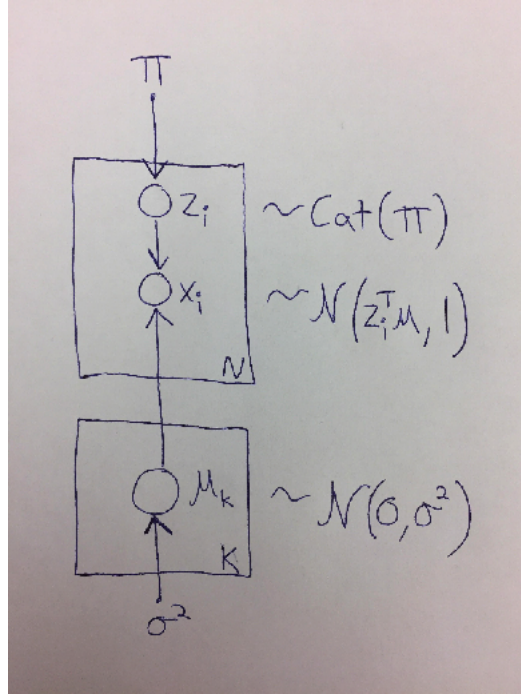 π
z_i ~ Cat(π)
x_i ~ N(z_i^T μ, 1)
N
μ_k ~ N(0, σ²)
K
σ²